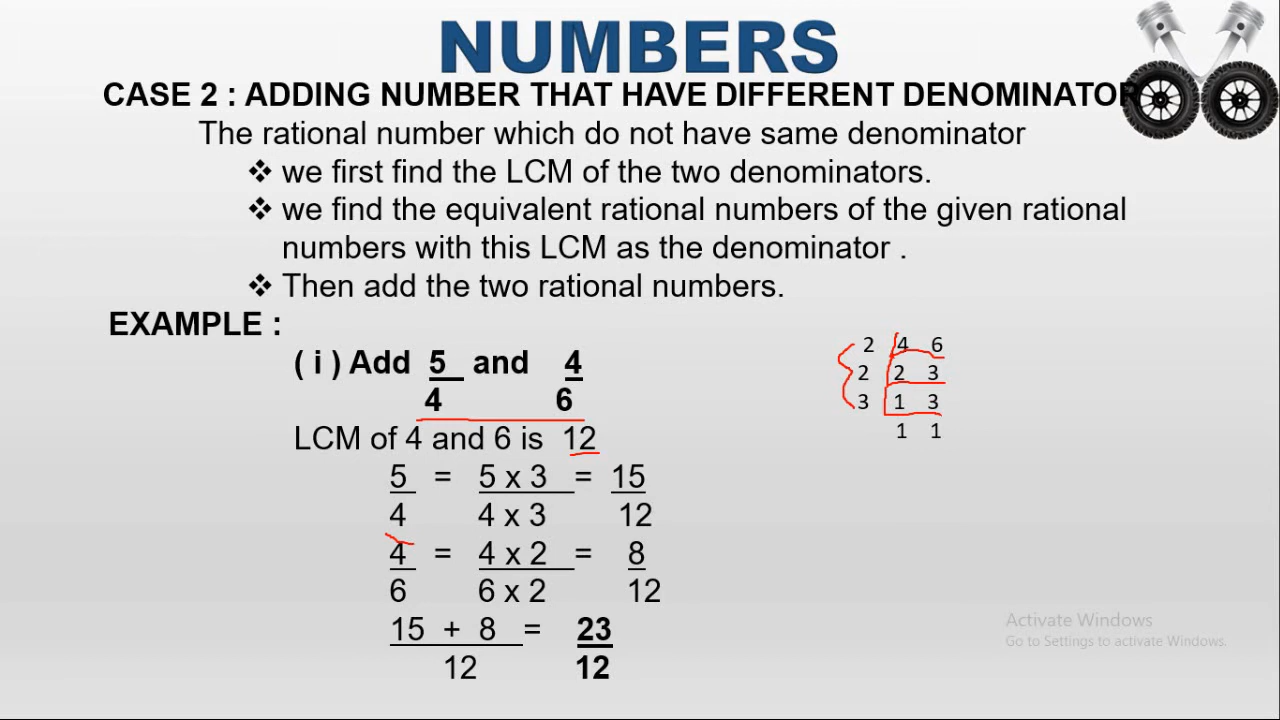 NUMBERS
CASE 2 : ADDING NUMBER THAT HAVE DIFFERENT DENOMINATOR
The rational number which do not have same denominator
❖ we first find the LCM of the two denominators.
❖ we find the equivalent rational numbers of the given rational
numbers with this LCM as the denominator .
❖ Then add the two rational numbers.
EXAMPLE :
( i ) Add 5 and 4
4 6
LCM of 4 and 6 is 12
5 = 5 x 3 = 15
4 4 x 3 12
4 = 4 x 2 = 8
6 6 x 2 12
15 + 8 = 23
12 12
2 4 6
2 2 3
3 1 3
1 1
Activate Windows
Go to Settings to activate Windows.